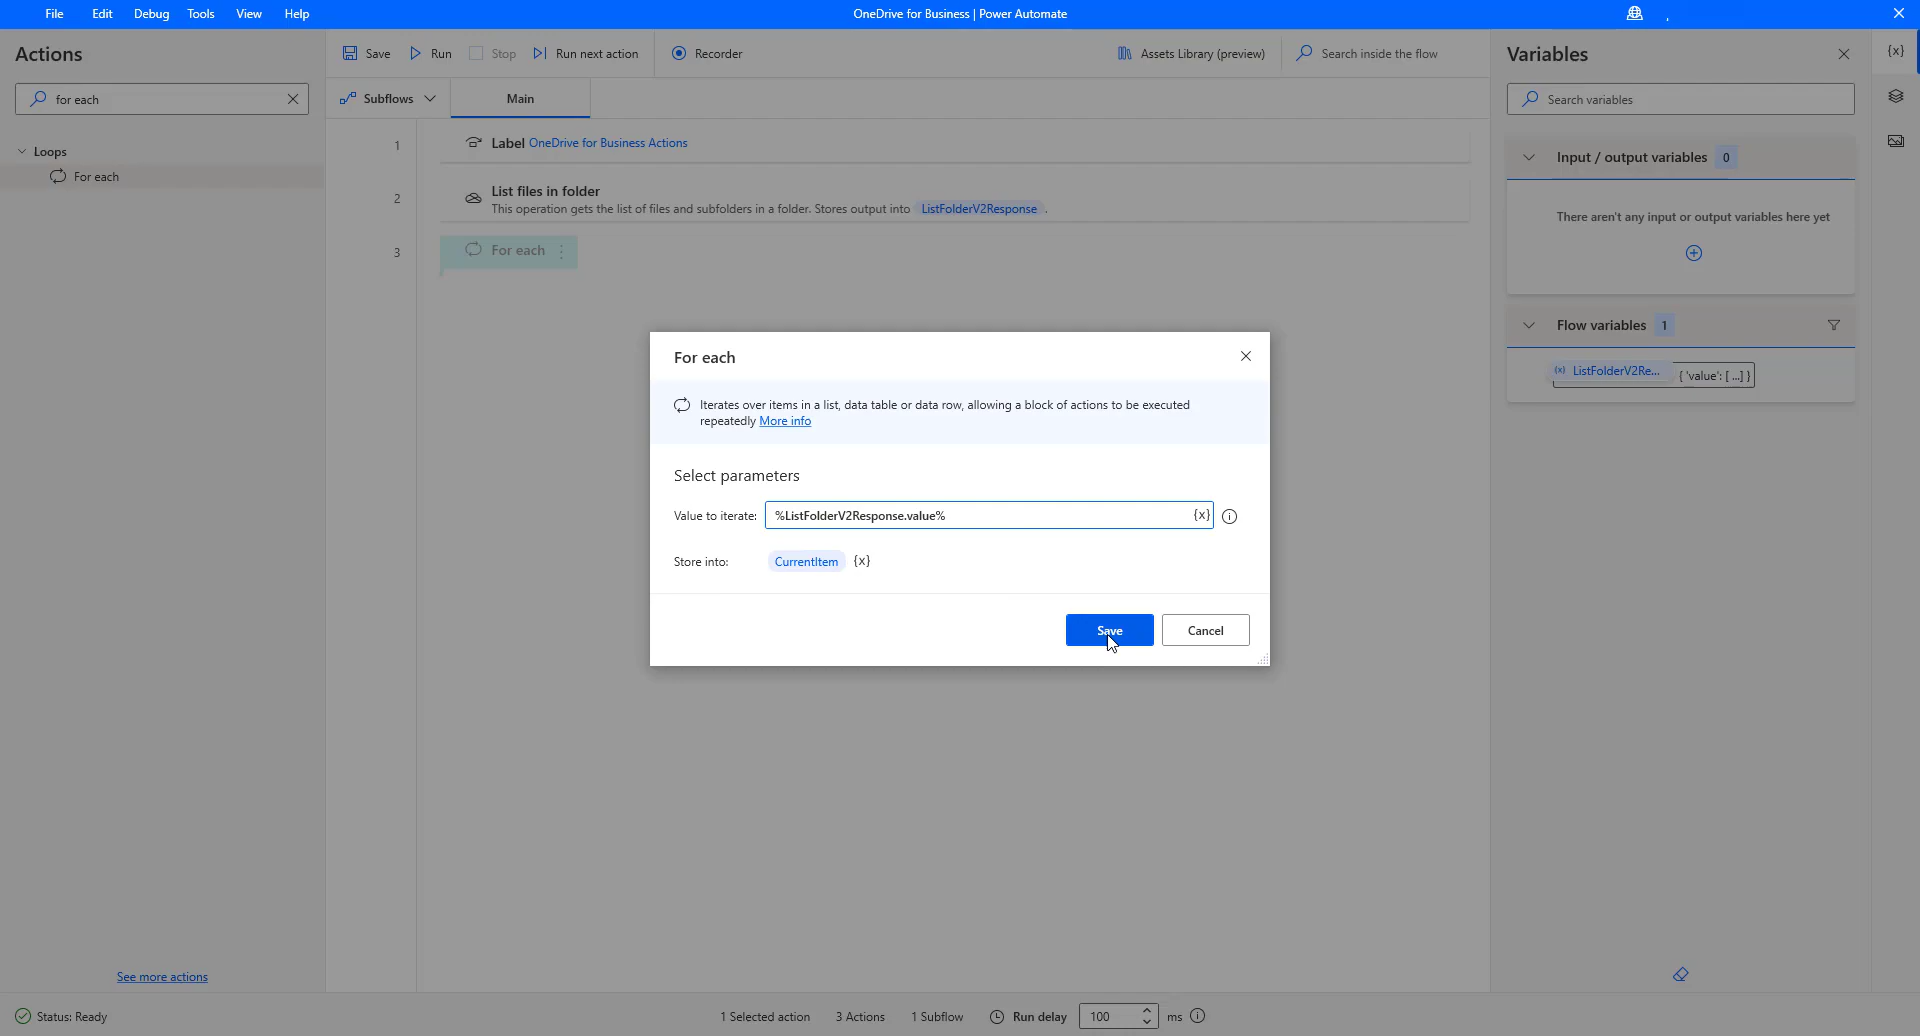 File Edit Debug Tools View Help
OneDrive for Business | Power Automate
Actions
Save Run Stop Run next action Recorder
Assets Library (preview) Search inside the flow
Variables
{x}
for each
Subflows Main
Search variables
Loops
For each
1 Label OneDrive for Business Actions
2 List files in folder
This operation gets the list of files and subfolders in a folder. Stores output into ListFolderV2Response .
3 For each
Input / output variables 0
There aren't any input or output variables here yet
Flow variables 1
(x) ListFolderV2Re... { 'value': [ ...] }
For each
Iterates over items in a list, data table or data row, allowing a block of actions to be executed
repeatedly More info
Select parameters
Value to iterate: %ListFolderV2Response.value% {x}
Store into: CurrentItem {x}
Save Cancel
See more actions
Status: Ready
1 Selected action 3 Actions 1 Subflow Run delay 100 ms